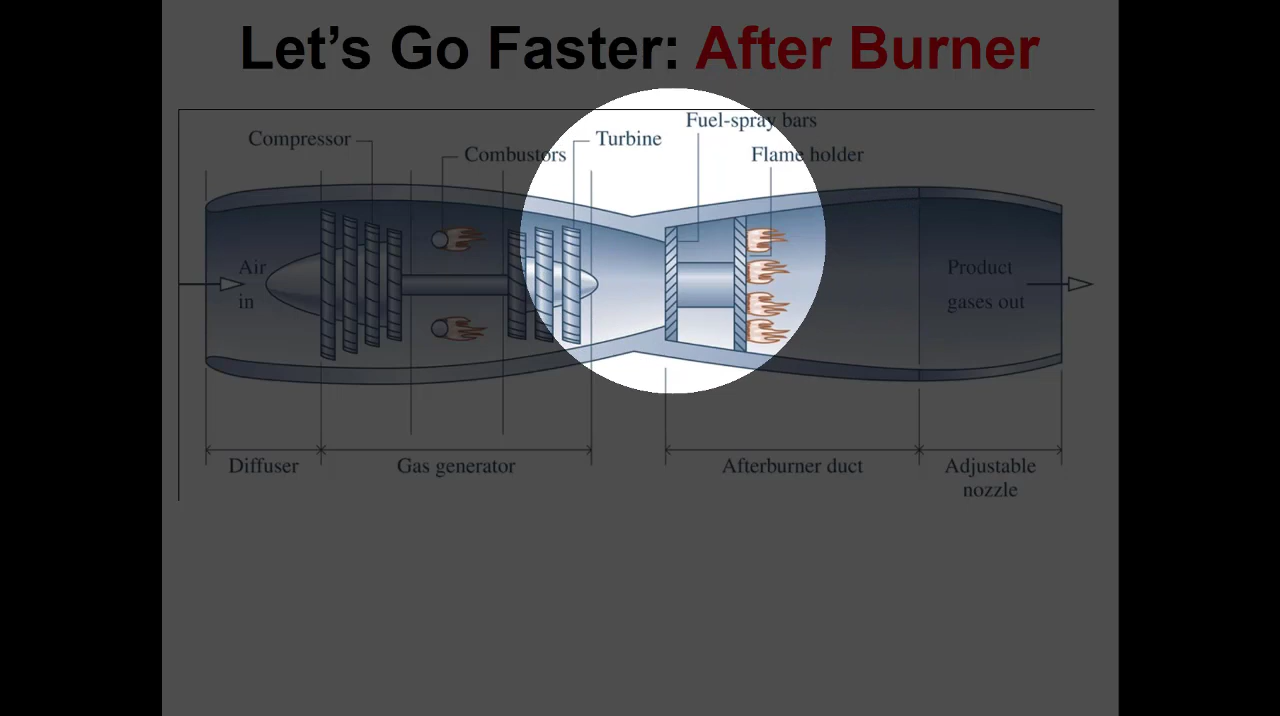 Let’s Go Faster: After Burner
Fuel-spray bars
Compressor
Turbine
Combustors
Flame holder
Air
in
Product
gases out
Diffuser
Gas generator
Afterburner duct
Adjustable
nozzle